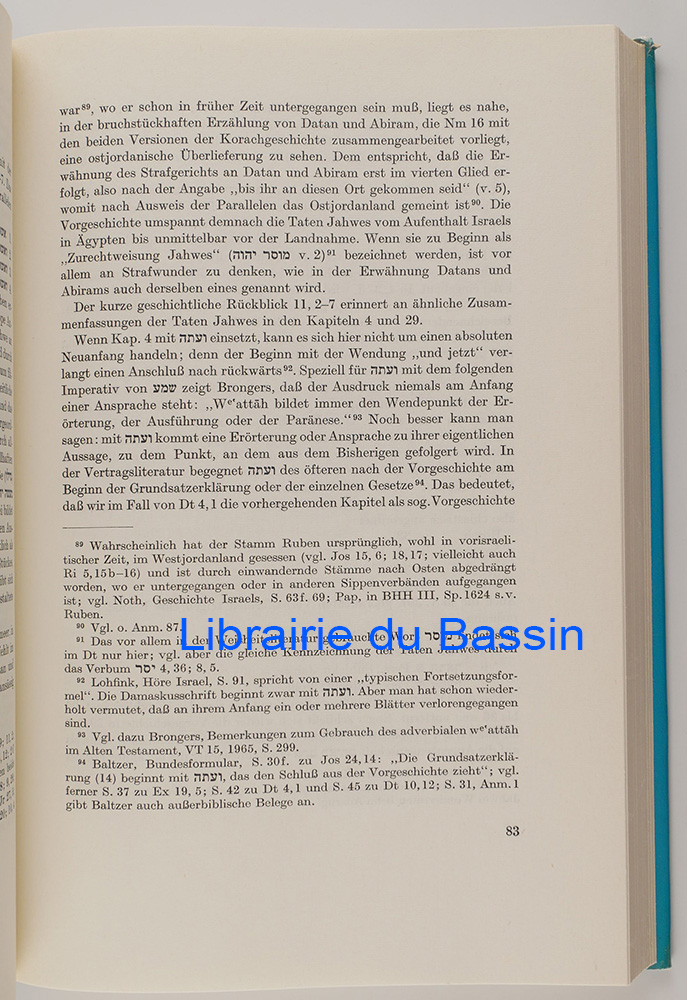 war⁸⁹, wo er schon in früher Zeit untergegangen sein muß, liegt es nahe,
in der bruchstückhaften Erzählung von Datan und Abiram, die Nm 16 mit
den beiden Versionen der Korachgeschichte zusammengearbeitet vorliegt,
eine ostjordanische Überlieferung zu sehen. Dem entspricht, daß die Er-
wähnung des Strafgerichts an Datan und Abiram erst im vierten Glied er-
folgt, also nach der Angabe „bis ihr an diesen Ort gekommen seid“ (v. 5),
womit nach Ausweis der Parallelen das Ostjordanland gemeint ist⁹⁰. Die
Vorgeschichte umspannt demnach die Taten Jahwes vom Aufenthalt Israels
in Ägypten bis unmittelbar vor der Landnahme. Wenn sie zu Beginn als
„Zurechtweisung Jahwes“ (מוסר יהוה v. 2)⁹¹ bezeichnet werden, ist vor
allem an Strafwunder zu denken, wie in der Erwähnung Datans und
Abirams auch derselben eines genannt wird.
Der kurze geschichtliche Rückblick 11, 2–7 erinnert an ähnliche Zusam-
menfassungen der Taten Jahwes in den Kapiteln 4 und 29.
Wenn Kap. 4 mit ועתה einsetzt, kann es sich hier nicht um einen absoluten
Neuanfang handeln; denn der Beginn mit der Wendung „und jetzt“ ver-
langt einen Anschluß nach rückwärts⁹². Speziell für ועתה mit dem folgenden
Imperativ von שמע zeigt Brongers, daß der Ausdruck niemals am Anfang
einer Ansprache steht: „Wᵉʻattāh bildet immer den Wendepunkt der Er-
örterung, der Ausführung oder der Paränese.“⁹³ Noch besser kann man
sagen: mit ועתה kommt eine Erörterung oder Ansprache zu ihrer eigentlichen
Aussage, zu dem Punkt, an dem aus dem Bisherigen gefolgert wird. In
der Vertragsliteratur begegnet ועתה des öfteren nach der Vorgeschichte am
Beginn der Grundsatzerklärung oder der einzelnen Gesetze⁹⁴. Das bedeutet,
daß wir im Fall von Dt 4, 1 die vorhergehenden Kapitel als sog. Vorgeschichte
⁸⁹ Wahrscheinlich hat der Stamm Ruben ursprünglich, wohl in vorisraeli-
tischer Zeit, im Westjordanland gesessen (vgl. Jos 15, 6; 18, 17; vielleicht auch
Ri 5, 15b–16) und ist durch einwandernde Stämme nach Osten abgedrängt
worden, wo er untergegangen oder in anderen Sippenverbänden aufgegangen
ist; vgl. Noth, Geschichte Israels, S. 63f. 69; Pap, in BHH III, Sp. 1624 s.v.
Ruben.
⁹⁰ Vgl. o. Anm. 87.
⁹¹ Das vor allem in der Weisheitsliteratur gebrauchte Wort מוסר findet sich
im Dt nur hier; vgl. aber die gleiche Kennzeichnung der Taten Jahwes durch
das Verbum יסר 4, 36; 8, 5.
⁹² Lohfink, Höre Israel, S. 91, spricht von einer „typischen Fortsetzungsfor-
mel“. Die Damaskusschrift beginnt zwar mit ועתה. Aber man hat schon wieder-
holt vermutet, daß an ihrem Anfang ein oder mehrere Blätter verlorengegangen
sind.
⁹³ Vgl. dazu Brongers, Bemerkungen zum Gebrauch des adverbialen wᵉʻattāh
im Alten Testament, VT 15, 1965, S. 299.
⁹⁴ Baltzer, Bundesformular, S. 30f. zu Jos 24, 14: „Die Grundsatzerklä-
rung (14) beginnt mit ועתה, das den Schluß aus der Vorgeschichte zieht“; vgl.
ferner S. 37 zu Ex 19, 5; S. 42 zu Dt 4, 1 und S. 45 zu Dt 10, 12; S. 31, Anm. 1
gibt Baltzer auch außerbiblische Belege an.
83
Librairie du Bassin